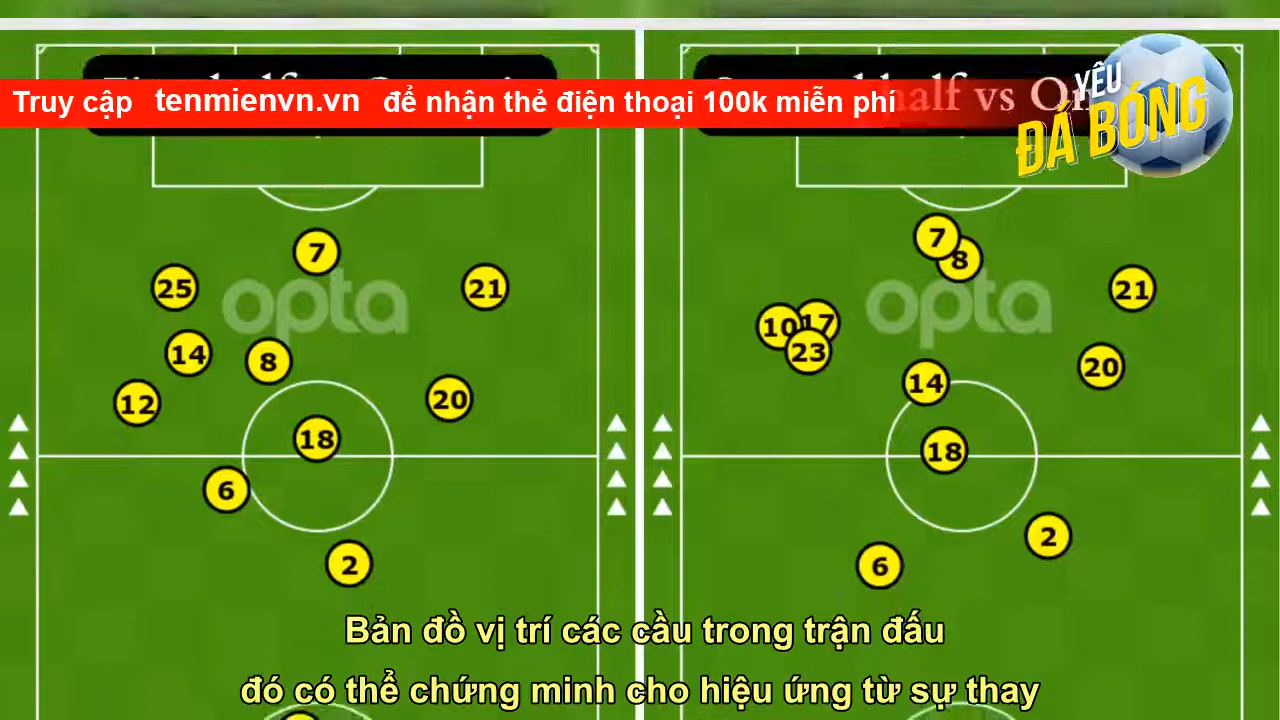 half vs
Truy cập tenmienvn.vn để nhận thẻ điện thoại 100k miễn phí
YÊU
ĐÁ BÓNG
7
25
21
14
8
12
20
18
6
2
opta
7
8
21
10
17
23
20
14
18
2
6
opta
Bản đồ vị trí các cầu trong trận đấu
đó có thể chứng minh cho hiệu ứng từ sự thay